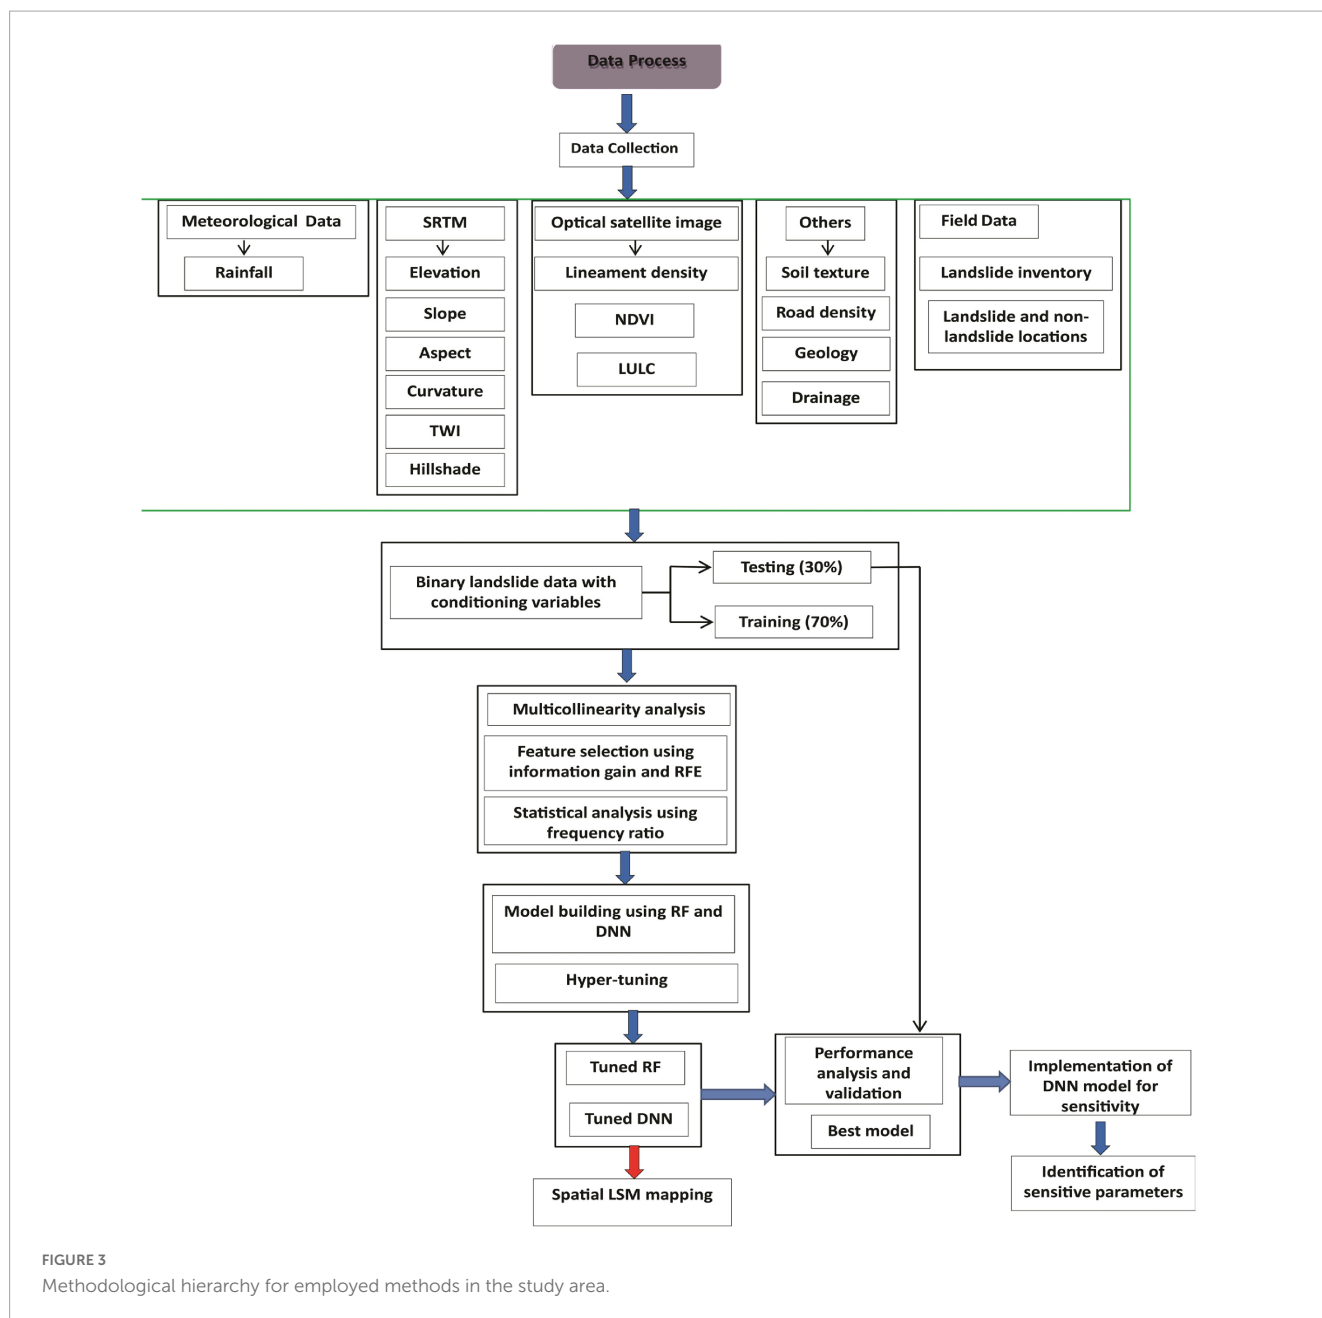 Data Process
Data Collection
Meteorological Data
Rainfall
SRTM
Elevation
Slope
Aspect
Curvature
TWI
Hillshade
Optical satellite image
Lineament density
NDVI
LULC
Others
Soil texture
Road density
Geology
Drainage
Field Data
Landslide inventory
Landslide and non-
landslide locations
Binary landslide data with
conditioning variables
Testing (30%)
Training (70%)
Multicollinearity analysis
Feature selection using
information gain and RFE
Statistical analysis using
frequency ratio
Model building using RF and
DNN
Hyper-tuning
Tuned RF
Tuned DNN
Spatial LSM mapping
Performance
analysis and
validation
Best model
Implementation of
DNN model for
sensitivity
Identification of
sensitive parameters
FIGURE 3
Methodological hierarchy for employed methods in the study area.